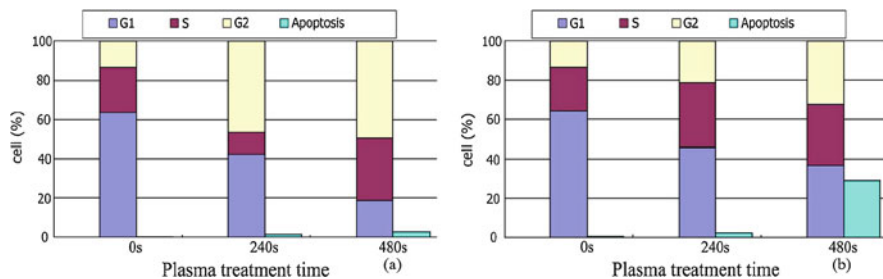 G1 S G2 Apoptosis
100
80
60
40
20
0
cell (%)
0s 240s 480s
Plasma treatment time (a)
G1 S G2 Apoptosis
100
80
60
40
20
0
cell (%)
0s 240s 480s
Plasma treatment time (b)